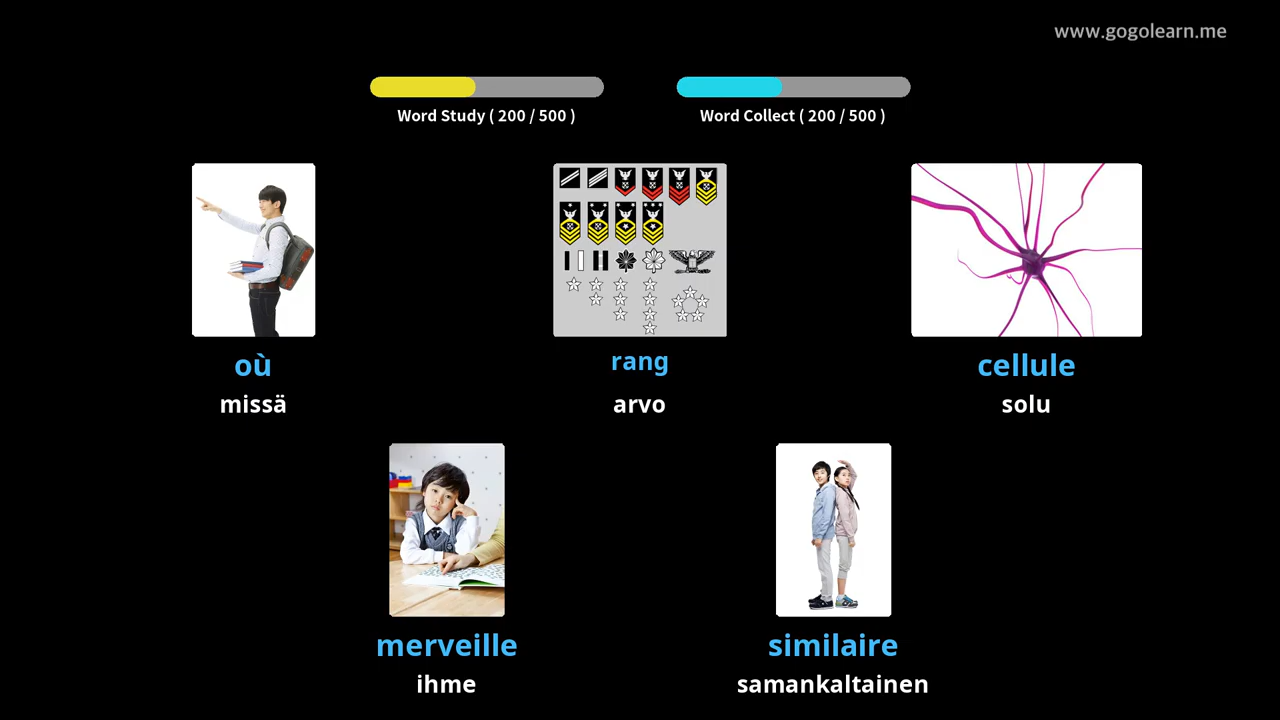 www.gogolearn.me
Word Study ( 200 / 500 )
Word Collect ( 200 / 500 )
où
missä
rang
arvo
cellule
solu
merveille
ihme
similaire
samankaltainen